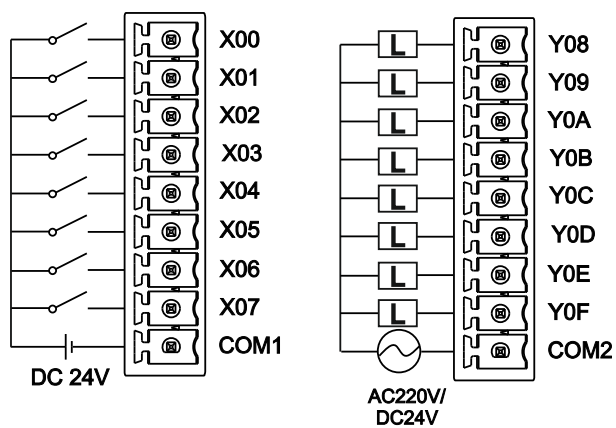 X00
X01
X02
X03
X04
X05
X06
X07
COM1
DC 24V
L Y08
L Y09
L Y0A
L Y0B
L Y0C
L Y0D
L Y0E
L Y0F
COM2
AC220V/
DC24V